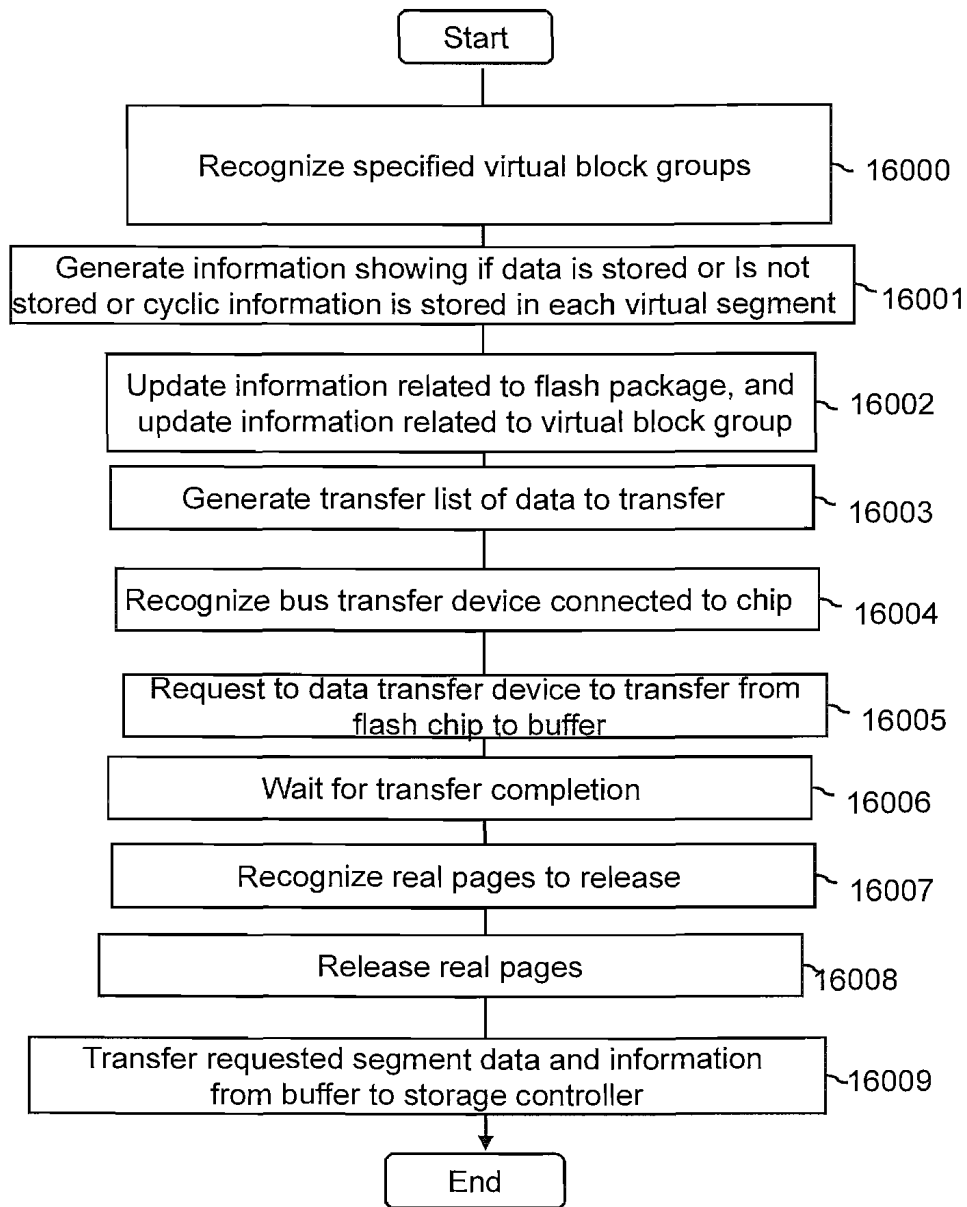 Start
Recognize specified virtual block groups
16000
Generate information showing if data is stored or Is not
stored or cyclic information is stored in each virtual segment
16001
Update information related to flash package, and
update information related to virtual block group
16002
Generate transfer list of data to transfer
16003
Recognize bus transfer device connected to chip
16004
Request to data transfer device to transfer from
flash chip to buffer
16005
Wait for transfer completion
16006
Recognize real pages to release
16007
Release real pages
16008
Transfer requested segment data and information
from buffer to storage controller
16009
End